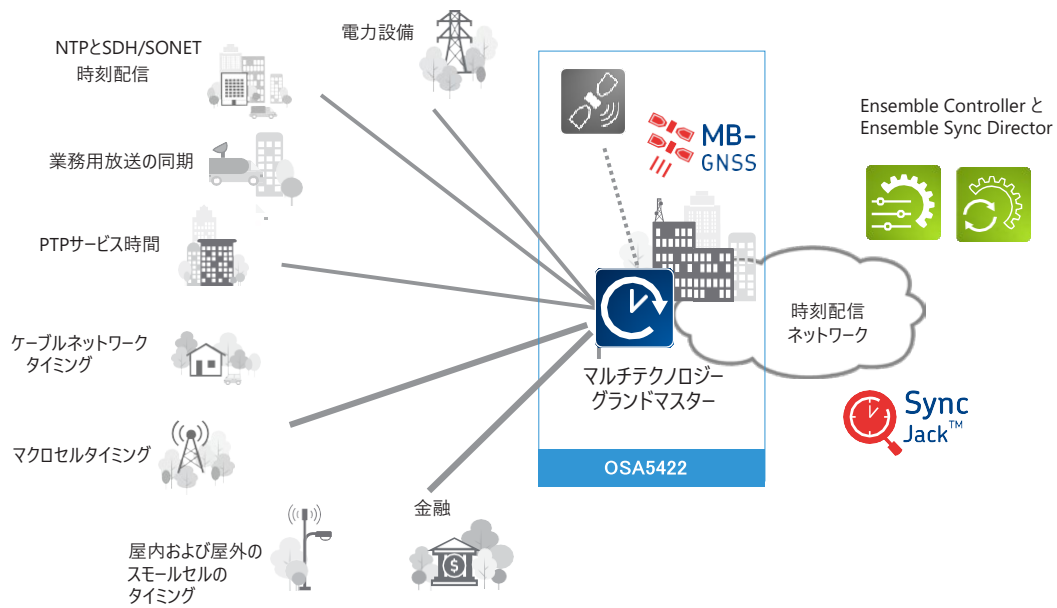 NTPとSDH/SONET
時刻配信
電力設備
業務用放送の同期
PTPサービス時間
ケーブルネットワーク
タイミング
マクロセルタイミング
屋内および屋外の
スモールセルの
タイミング
金融
$
MB-
GNSS
マルチテクノロジー
グランドマスター
OSA5422
Ensemble Controller と
Ensemble Sync Director
時刻配信
ネットワーク
Sync
Jack™